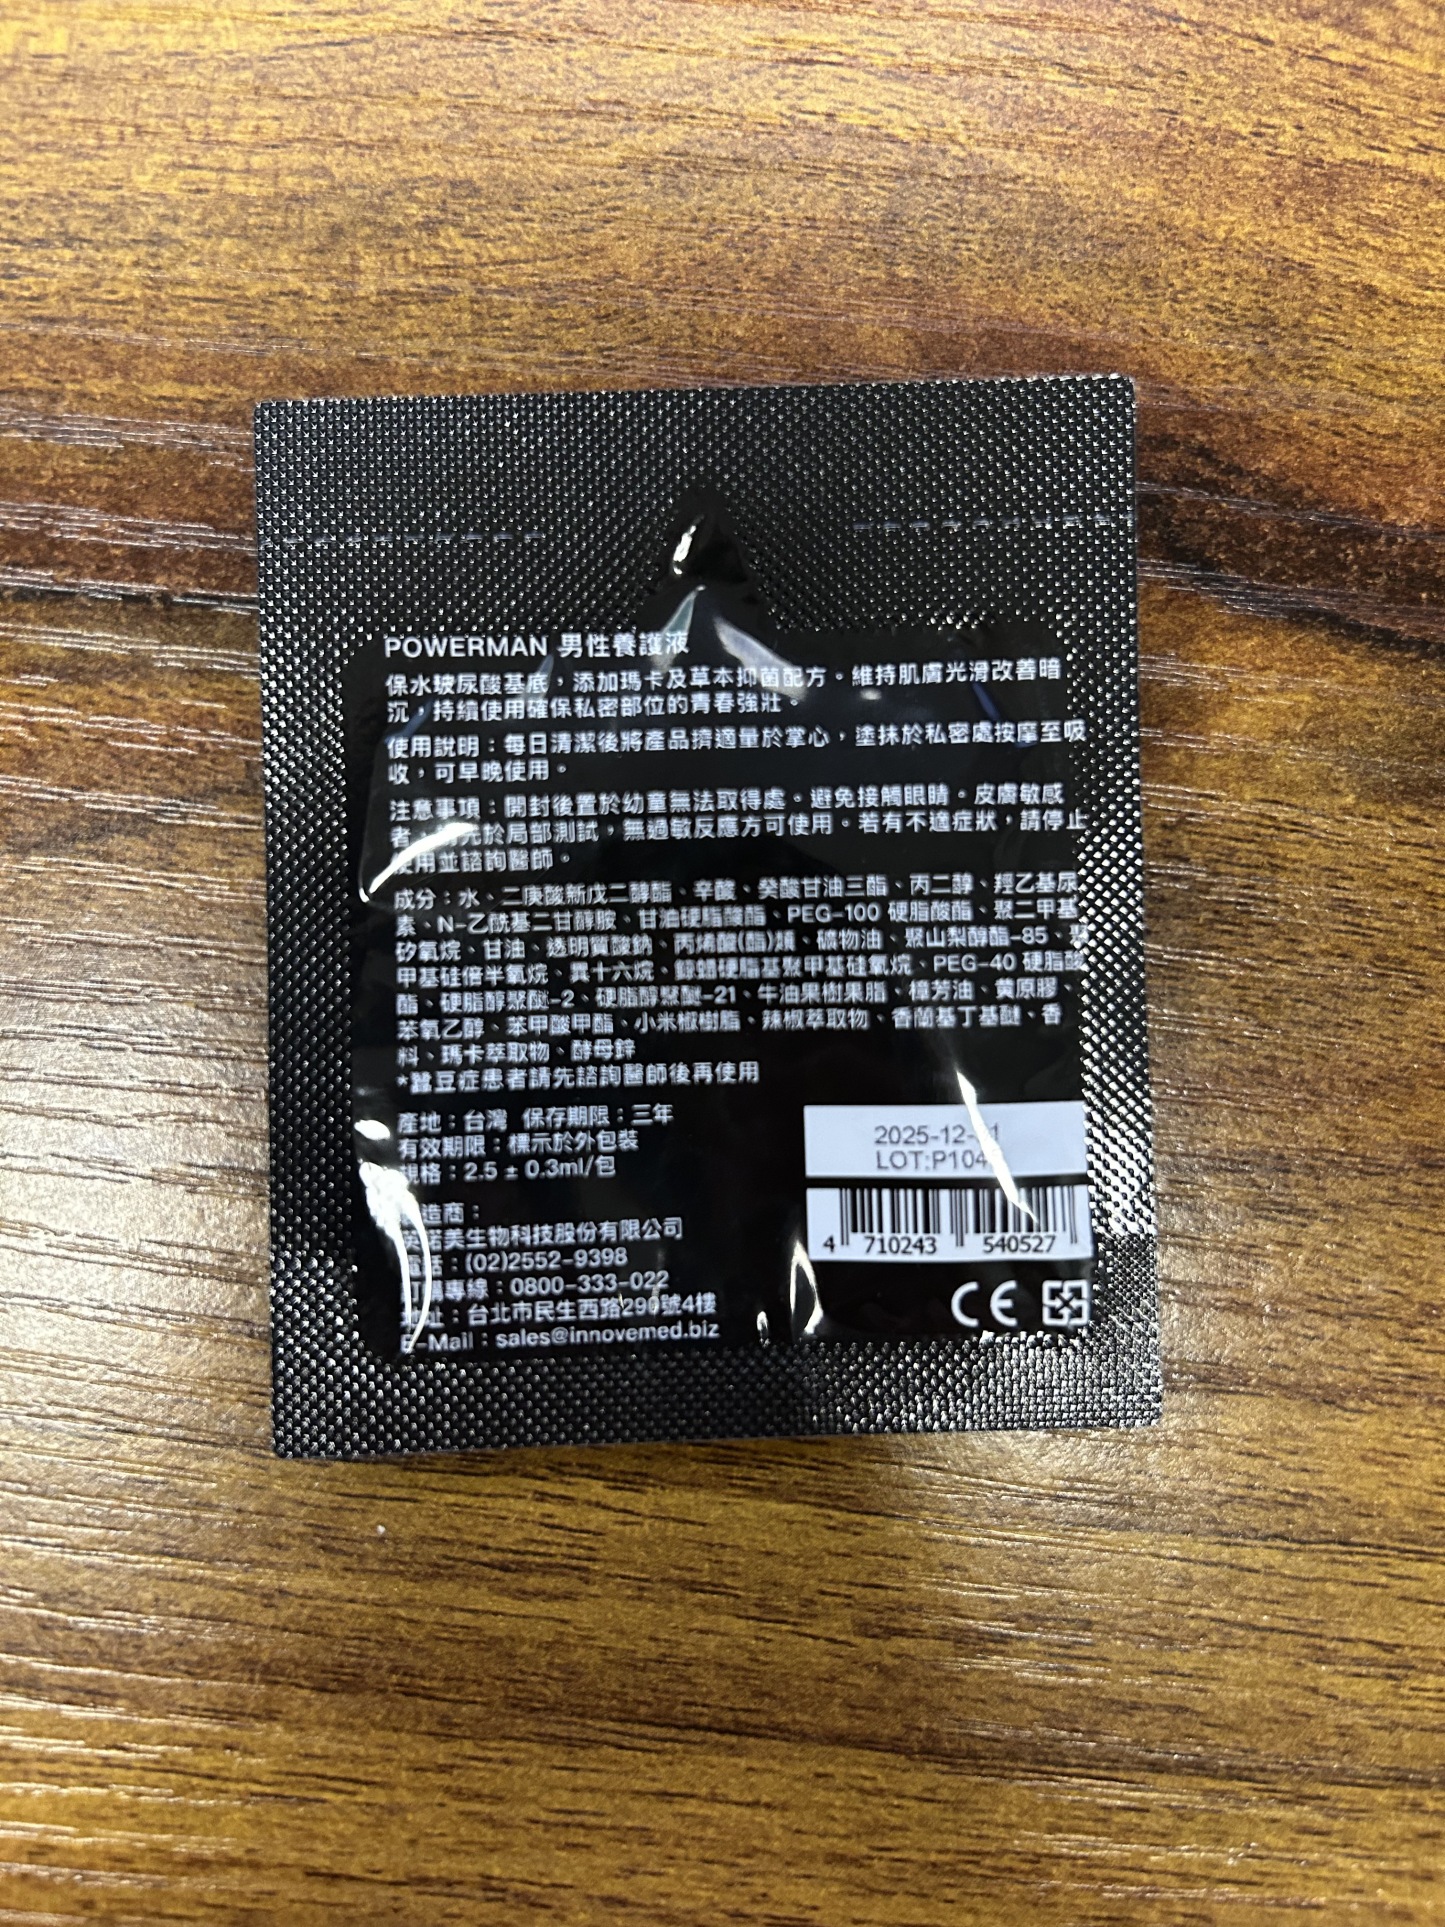 POWERMAN 男性養護液
保水玻尿酸基底，添加瑪卡及草本抑菌配方。維持肌膚光滑改善暗
沉，持續使用確保私密部位的青春強壯。
使用說明：每日清潔後將產品擠適量於掌心，塗抹於私密處按摩至吸
收，可早晚使用。
注意事項：開封後置於幼童無法取得處。避免接觸眼睛。皮膚敏感
者，請先於局部測試，無過敏反應方可使用。若有不適症狀，請停止
使用並諮詢醫師。
成分：水、二庚酸新戊二醇酯、辛酸、癸酸甘油三酯、丙二醇、羥乙基尿
素、N-乙酰基二甘醇胺、甘油硬脂酸酯、PEG-100 硬脂酸酯、聚二甲基
矽氧烷、甘油、透明質酸鈉、丙烯酸(酯)類、礦物油、聚山梨醇酯-85、聚
甲基硅倍半氧烷、異十六烷、鯨蠟硬脂基聚甲基硅氧烷、PEG-40 硬脂酸
酯、硬脂醇聚醚-2、硬脂醇聚醚-21、牛油果樹果脂、樟芳油、黄原膠、
苯氧乙醇、苯甲酸甲酯、小米椒樹脂、辣椒萃取物、香蘭基丁基醚、香
料、瑪卡萃取物、酵母鋅
*蠶豆症患者請先諮詢醫師後再使用
產地：台灣 保存期限：三年
有效期限：標示於外包裝
規格：2.5 ± 0.3ml/包
造商：
英諾美生物科技股份有限公司
電話：(02)2552-9398
購專線：0800-333-022
地址：台北市民生西路290號4樓
E-Mail：sales@innovemed.biz
2025-12-
LOT:P104
4 710243 540527
CE